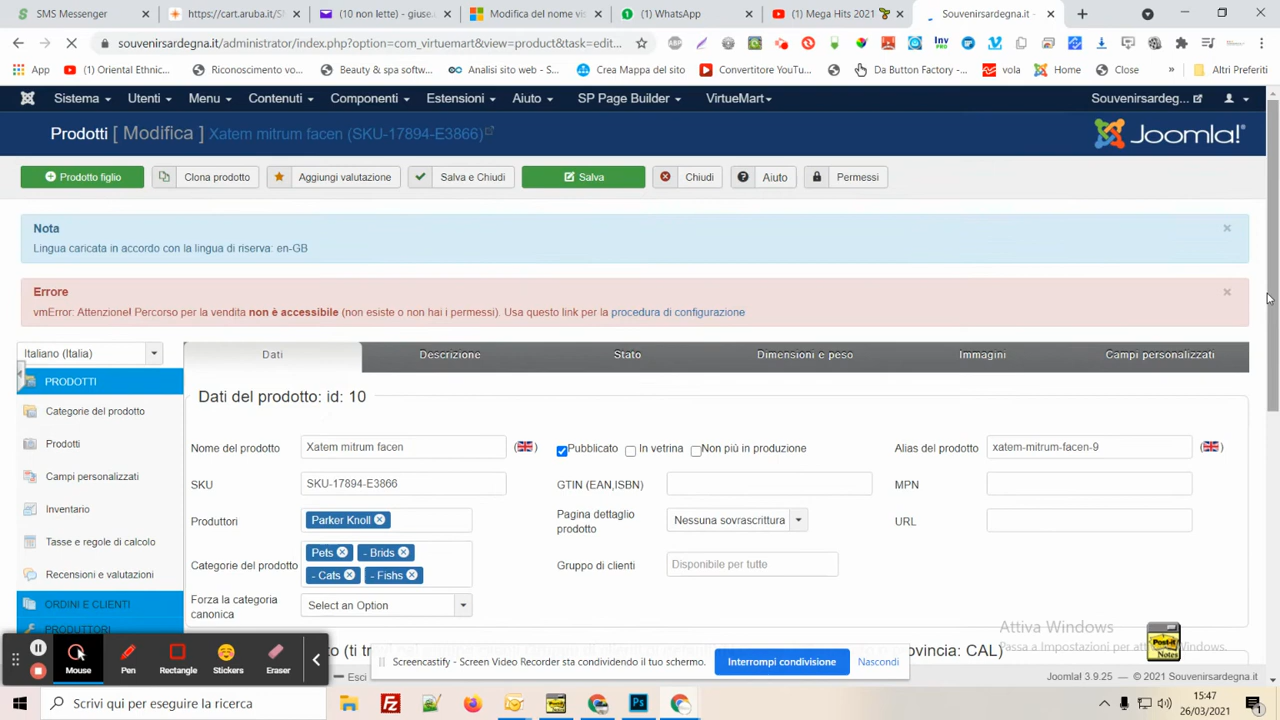 SMS Messenger
https://cart.aruba.it/
(10 non lette) - giuse
Modifica del nome vis
(1) WhatsApp
(1) Mega Hits 2021
Souvenirsardegna.it -
souvenirsardegna.it/administrator/index.php?option=com_virtuemart&view=product&task=edit...
App
(1) Oriental Ethnic...
Riconoscimento vo...
Beauty & spa softw...
Analisi sito web - S...
Crea Mappa del sito
Convertitore YouTu...
Da Button Factory -...
vola
Home
Close
»
Altri Preferiti
Sistema
Utenti
Menu
Contenuti
Componenti
Estensioni
Aiuto
SP Page Builder
VirtueMart
Souvenirsardeg...
Prodotti [ Modifica ] Xatem mitrum facen (SKU-17894-E3866)
Joomla!
Prodotto figlio
Clona prodotto
Aggiungi valutazione
Salva e Chiudi
Salva
Chiudi
Aiuto
Permessi
Nota
Lingua caricata in accordo con la lingua di riserva: en-GB
Errore
vmError: Attenzione! Percorso per la vendita non è accessibile (non esiste o non hai i permessi). Usa questo link per la procedura di configurazione
Italiano (Italia)
Dati
Descrizione
Stato
Dimensioni e peso
Immagini
Campi personalizzati
PRODOTTI
Categorie del prodotto
Prodotti
Campi personalizzati
Inventario
Tasse e regole di calcolo
Recensioni e valutazioni
ORDINI E CLIENTI
PRODUTTORI
Dati del prodotto: id: 10
Nome del prodotto
Xatem mitrum facen
Pubblicato
In vetrina
Non più in produzione
Alias del prodotto
xatem-mitrum-facen-9
SKU
SKU-17894-E3866
GTIN (EAN,ISBN)
MPN
Produttori
Parker Knoll
Pagina dettaglio
prodotto
Nessuna sovrascrittura
URL
Categorie del prodotto
Pets
- Brids
- Cats
- Fishs
Gruppo di clienti
Disponibile per tutte
Forza la categoria
canonica
Select an Option
Attiva Windows
Passa a Impostazioni per attivare Windows.
Post-it
Notes
Mouse
Pen
Rectangle
Stickers
Eraser
Screencastify - Screen Video Recorder sta condividendo il tuo schermo.
Interrompi condivisione
Nascondi
Esci
Joomla! 3.9.25 — © 2021 Souvenirsardegna.it
Scrivi qui per eseguire la ricerca
15:47
26/03/2021